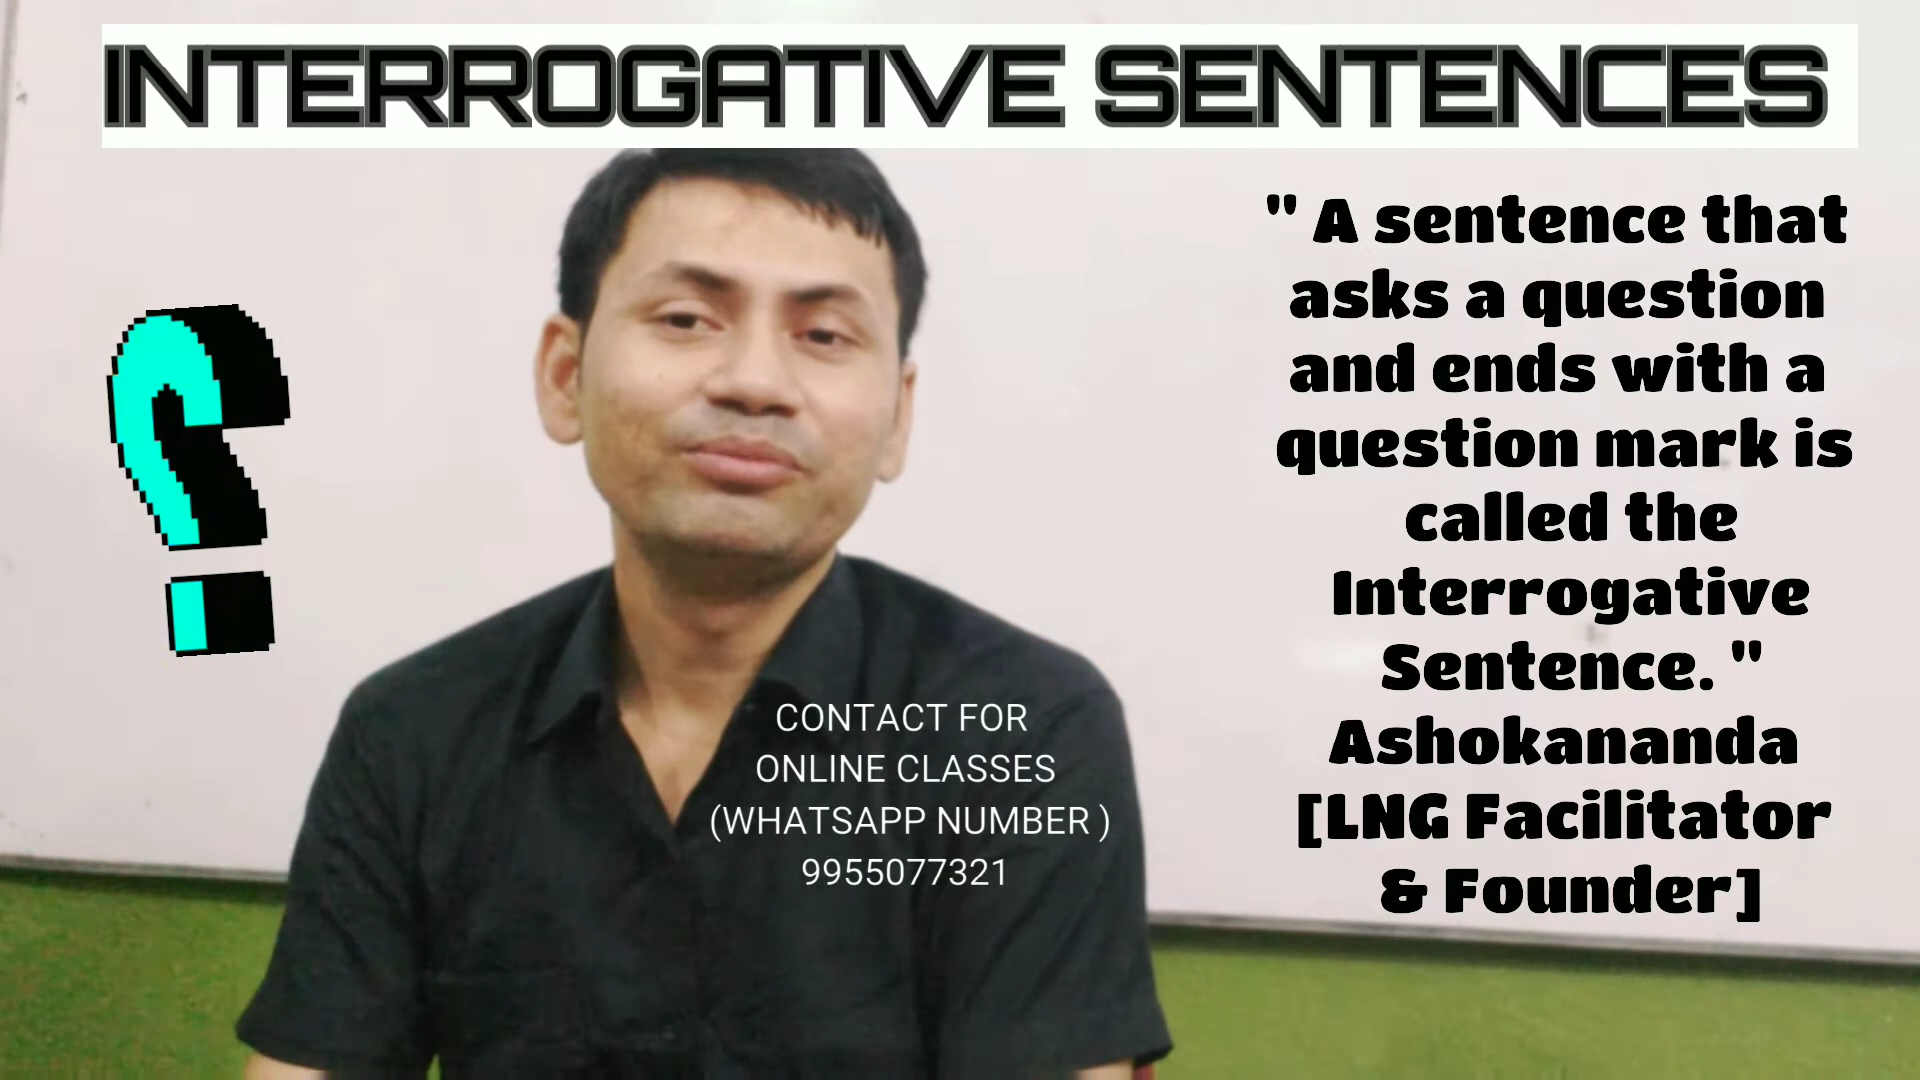 INTERROGATIVE SENTENCES
" A sentence that
asks a question
and ends with a
question mark is
called the
Interrogative
Sentence. "
Ashokananda
[LNG Facilitator
& Founder]
?
CONTACT FOR
ONLINE CLASSES
(WHATSAPP NUMBER )
9955077321